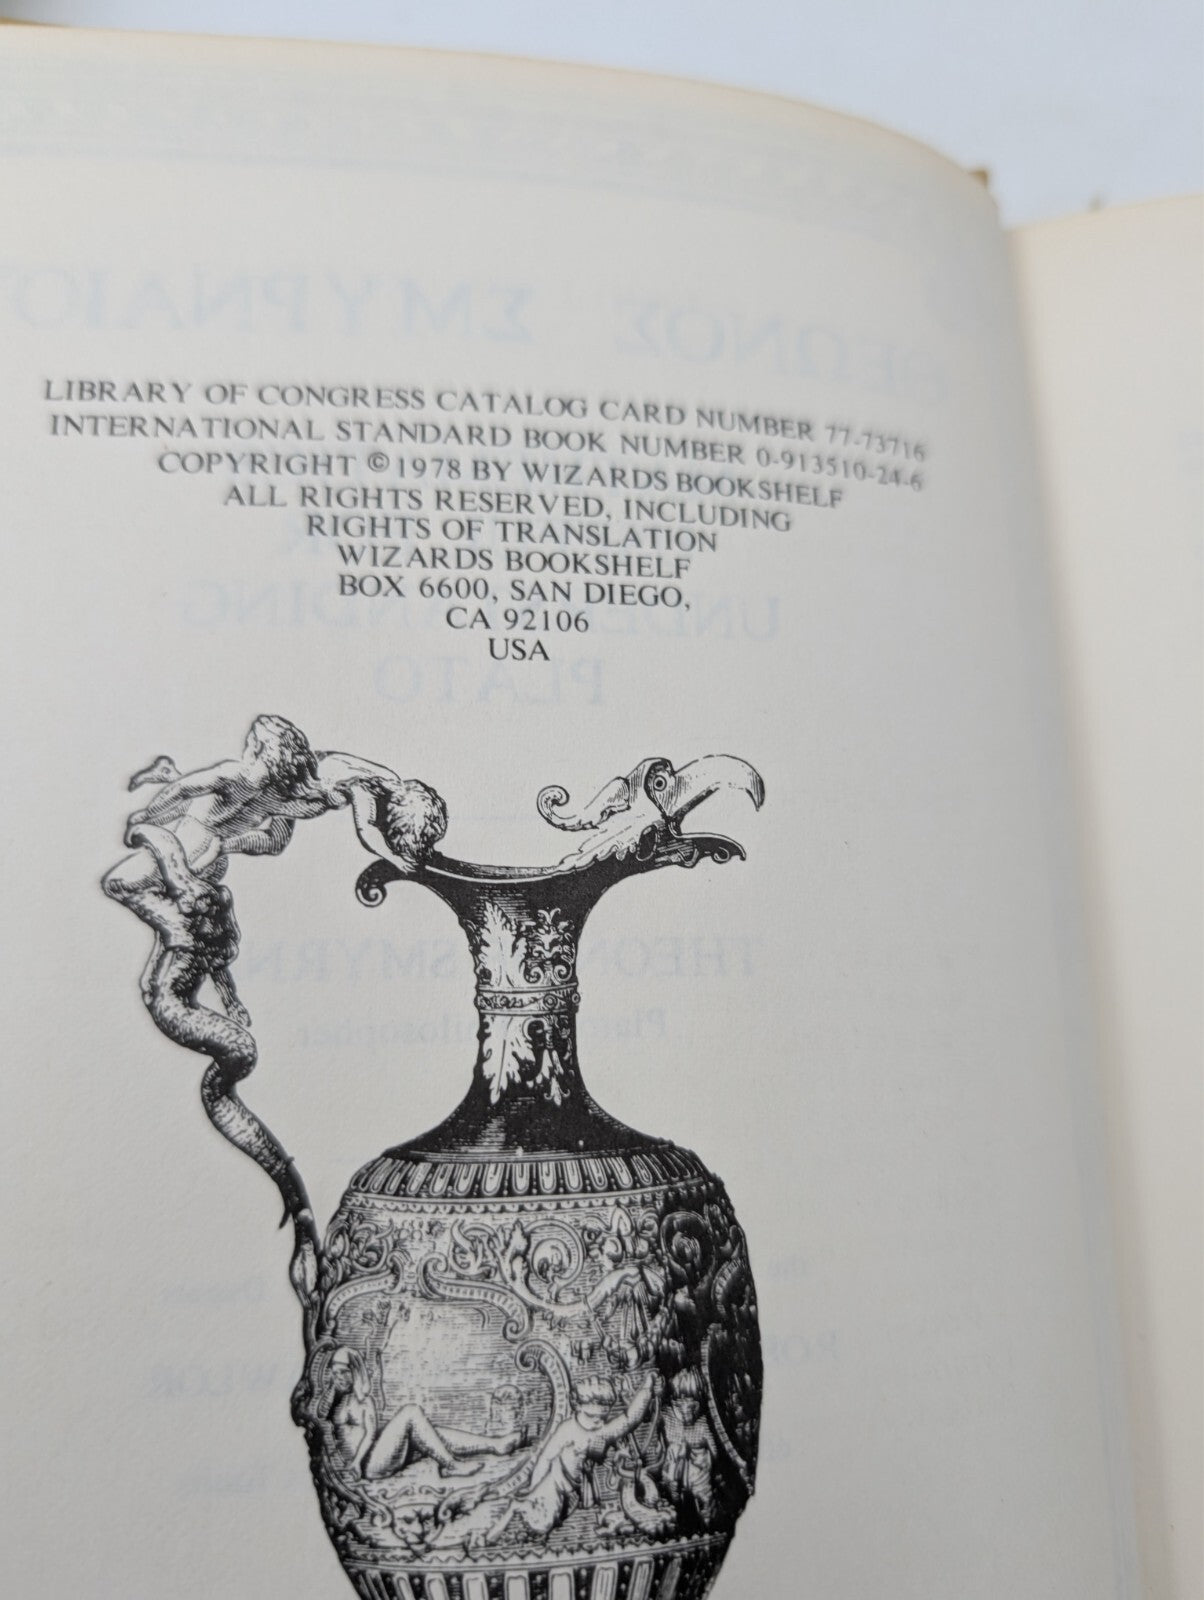 LIBRARY OF CONGRESS CATALOG CARD NUMBER 77-73716
INTERNATIONAL STANDARD BOOK NUMBER 0-913510-24-6
COPYRIGHT © 1978 BY WIZARDS BOOKSHELF
ALL RIGHTS RESERVED, INCLUDING
RIGHTS OF TRANSLATION
WIZARDS BOOKSHELF
BOX 6600, SAN DIEGO,
CA 92106
USA